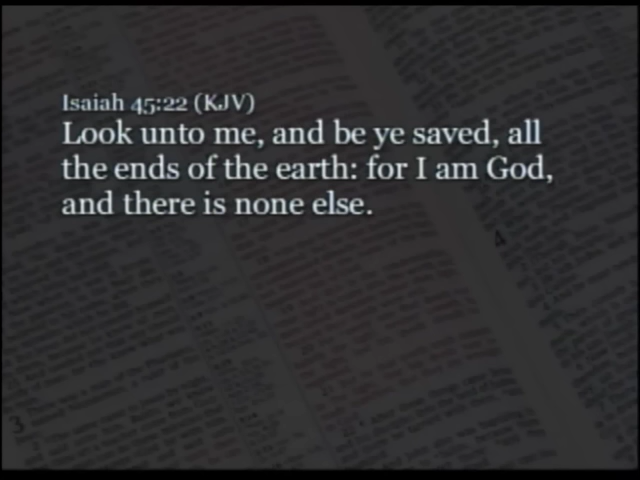 Isaiah 45:22 (KJV)
Look unto me, and be ye saved, all
the ends of the earth: for I am God,
and there is none else.